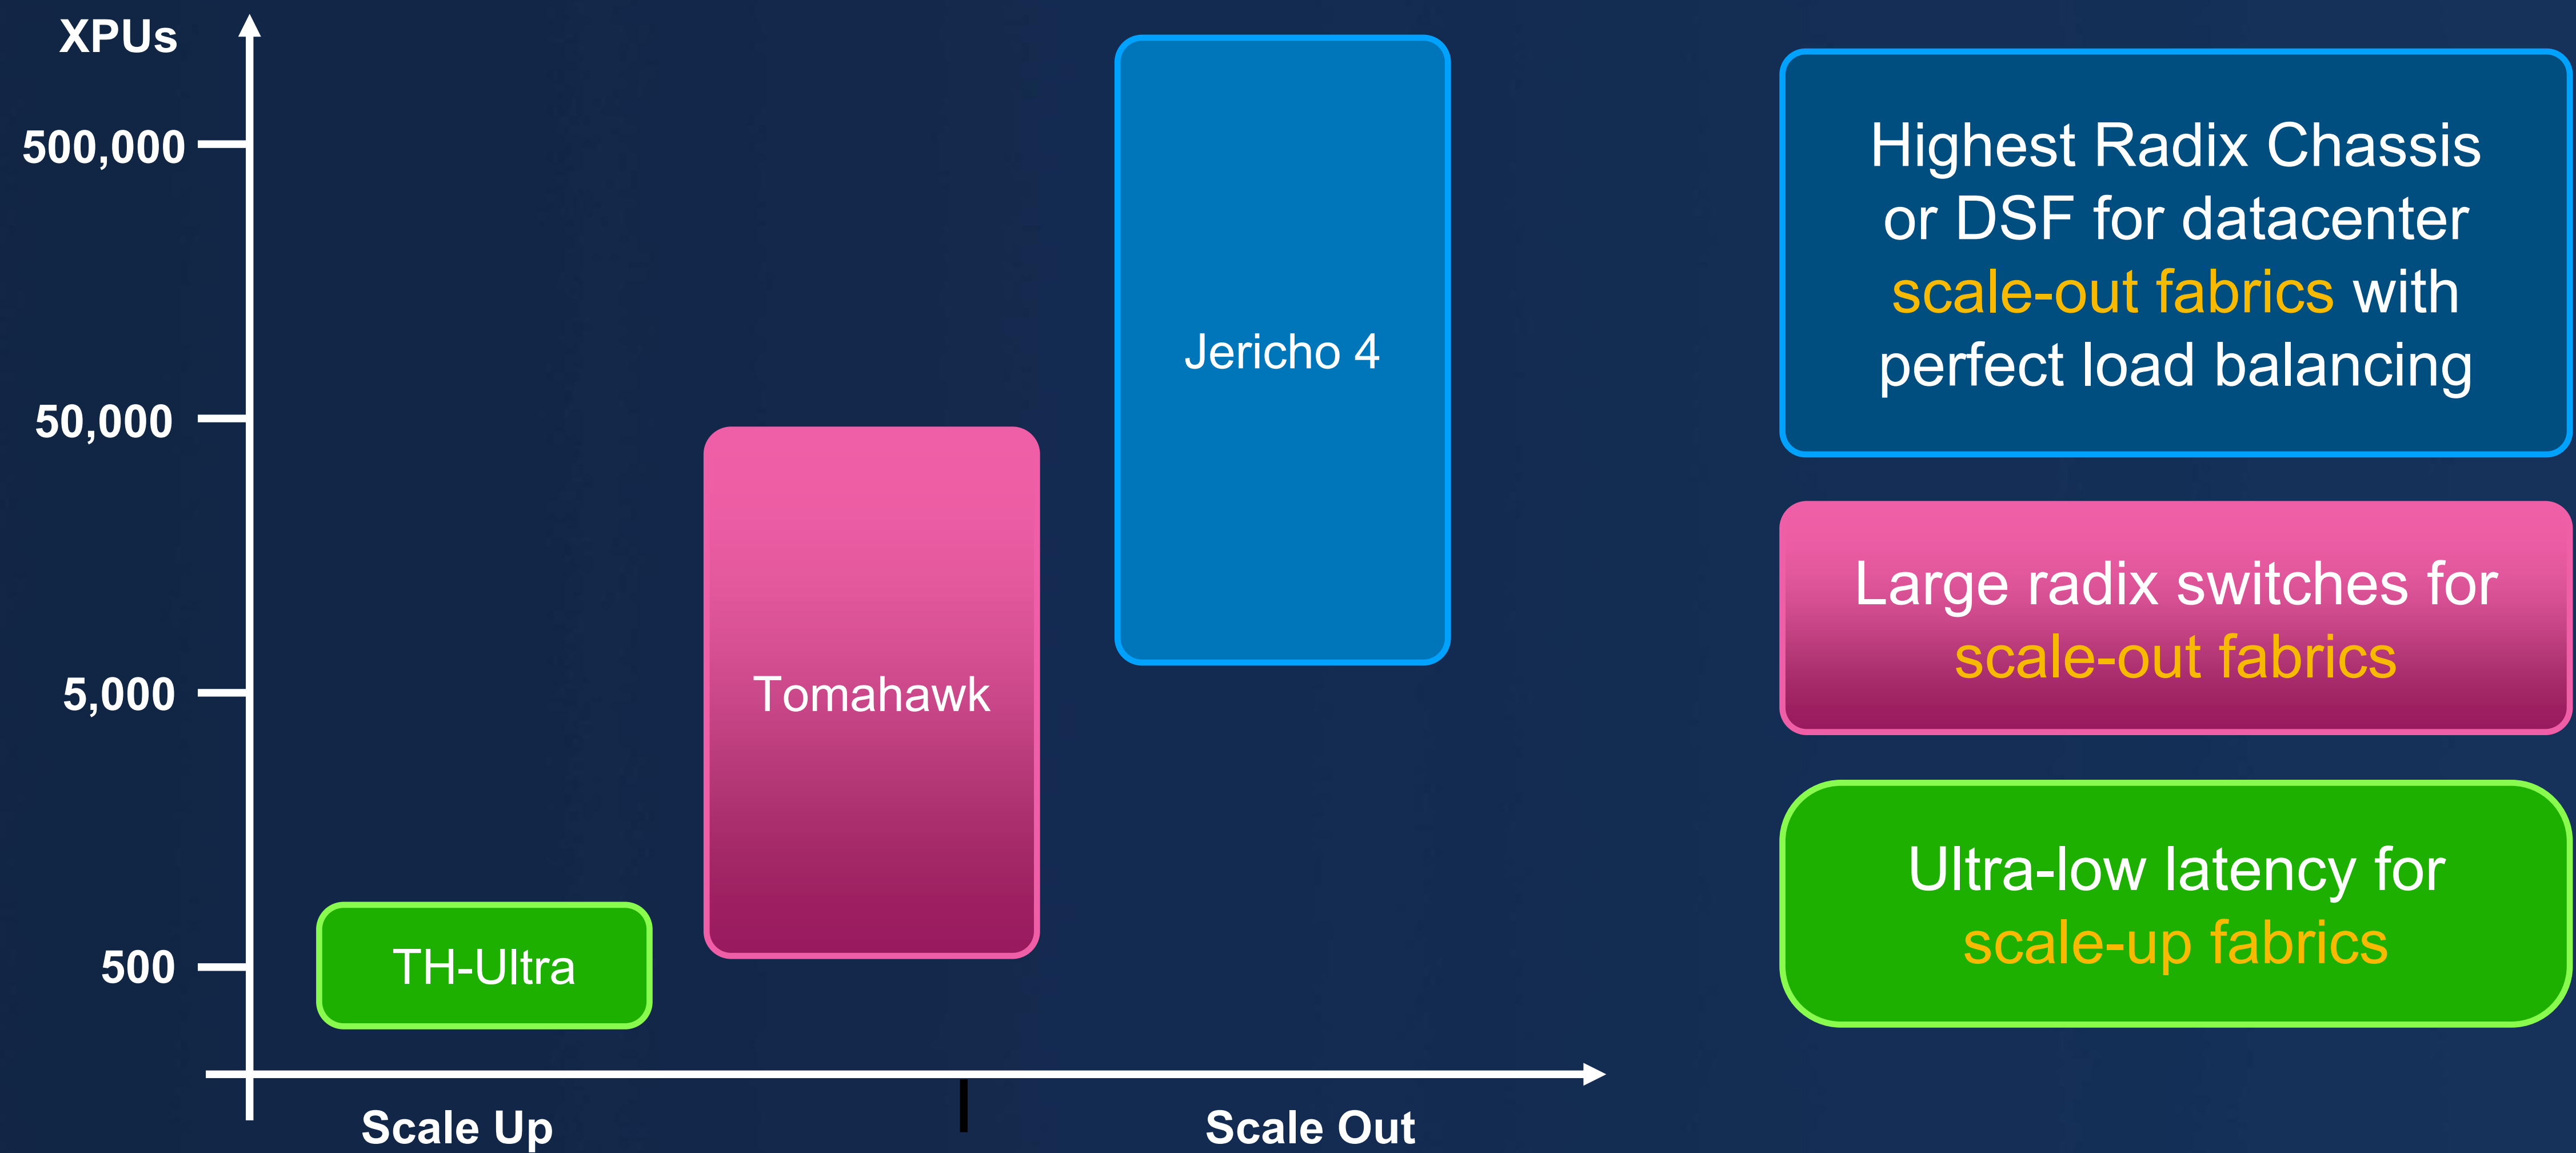 XPUs
500,000
50,000
5,000
500
TH-Ultra
Tomahawk
Jericho 4
Scale Up
Scale Out
Highest Radix Chassis
or DSF for datacenter
scale-out fabrics with
perfect load balancing
Large radix switches for
scale-out fabrics
Ultra-low latency for
scale-up fabrics